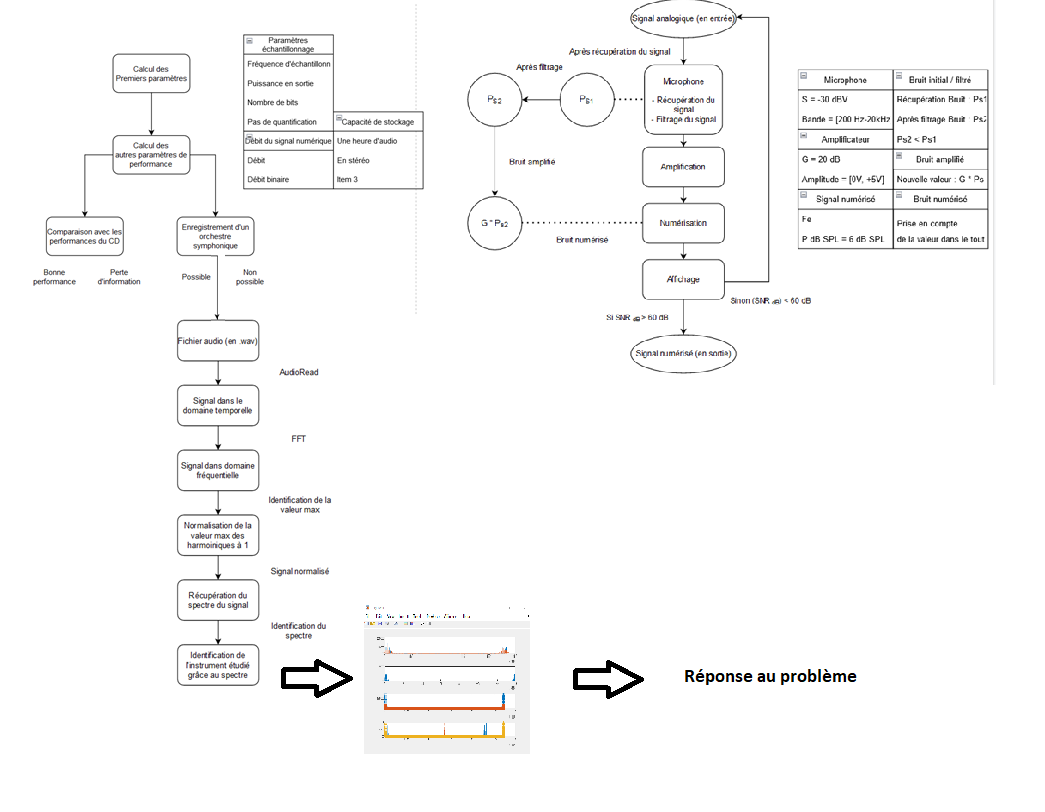 Calcul des
Premiers paramètres
Calcul des
autres paramètres de
performance
Comparaison avec les
performances du CD
Enregistrement d'un
orchestre
symphonique
Bonne
performance
Perte
d'information
Possible
Non
possible
Fichier audio (en .wav)
AudioRead
Signal dans le
domaine temporelle
FFT
Signal dans domaine
fréquentielle
Identification de la
valeur max
Normalisation de la
valeur max des
harmoiniques à 1
Signal normalisé
Récupération du
spectre du signal
Identification du
spectre
Identification de
l'instrument étudié
grâce au spectre
Paramètres
échantillonnage
Fréquence d'échantillonn
Puissance en sortie
Nombre de bits
Pas de quantification
Capacité de stockage
Débit du signal numérique
Une heure d'audio
Débit
En stéréo
Débit binaire
Item 3
Signal analogique (en entrée)
Après récupération du signal
Après filtrage
PS2
PS1
Microphone
- Récupération du
signal
- Filtrage du signal
Bruit amplifié
Amplification
G * Ps2
Numérisation
Bruit numérisé
Affichage
Sinon (SNR dB) < 60 dB
Si SNR dB > 60 dB
Signal numérisé (en sortie)
Microphone
Bruit initial / filtré
S = -30 dBV
Récupération Bruit : Ps1
Bande = [200 Hz-20kHz
Après filtrage Bruit : Ps2
Amplificateur
Ps2 < Ps1
G = 20 dB
Bruit amplifié
Amplitude = [0V, +5V]
Nouvelle valeur : G * Ps
Signal numérisé
Bruit numérisé
Fe
Prise en compte
P dB SPL = 6 dB SPL
de la valeur dans le tout
Réponse au problème